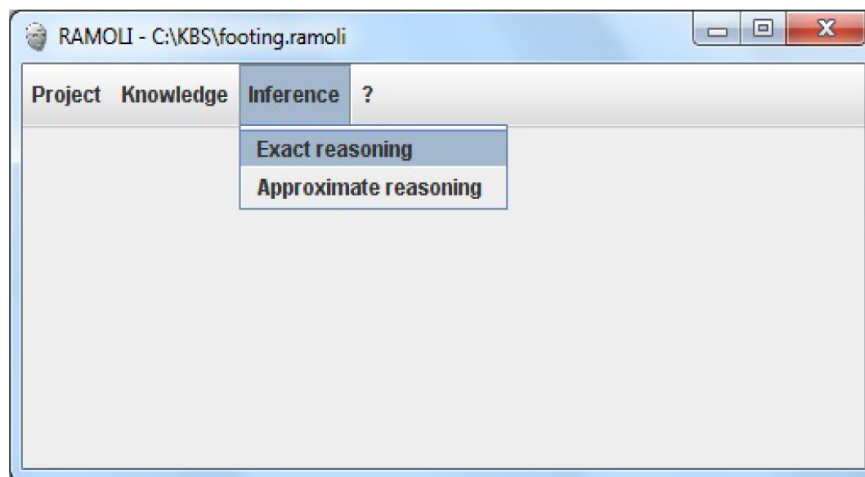 RAMOLI - C:\KBS\footing.ramoli
Project Knowledge Inference ?
Exact reasoning
Approximate reasoning